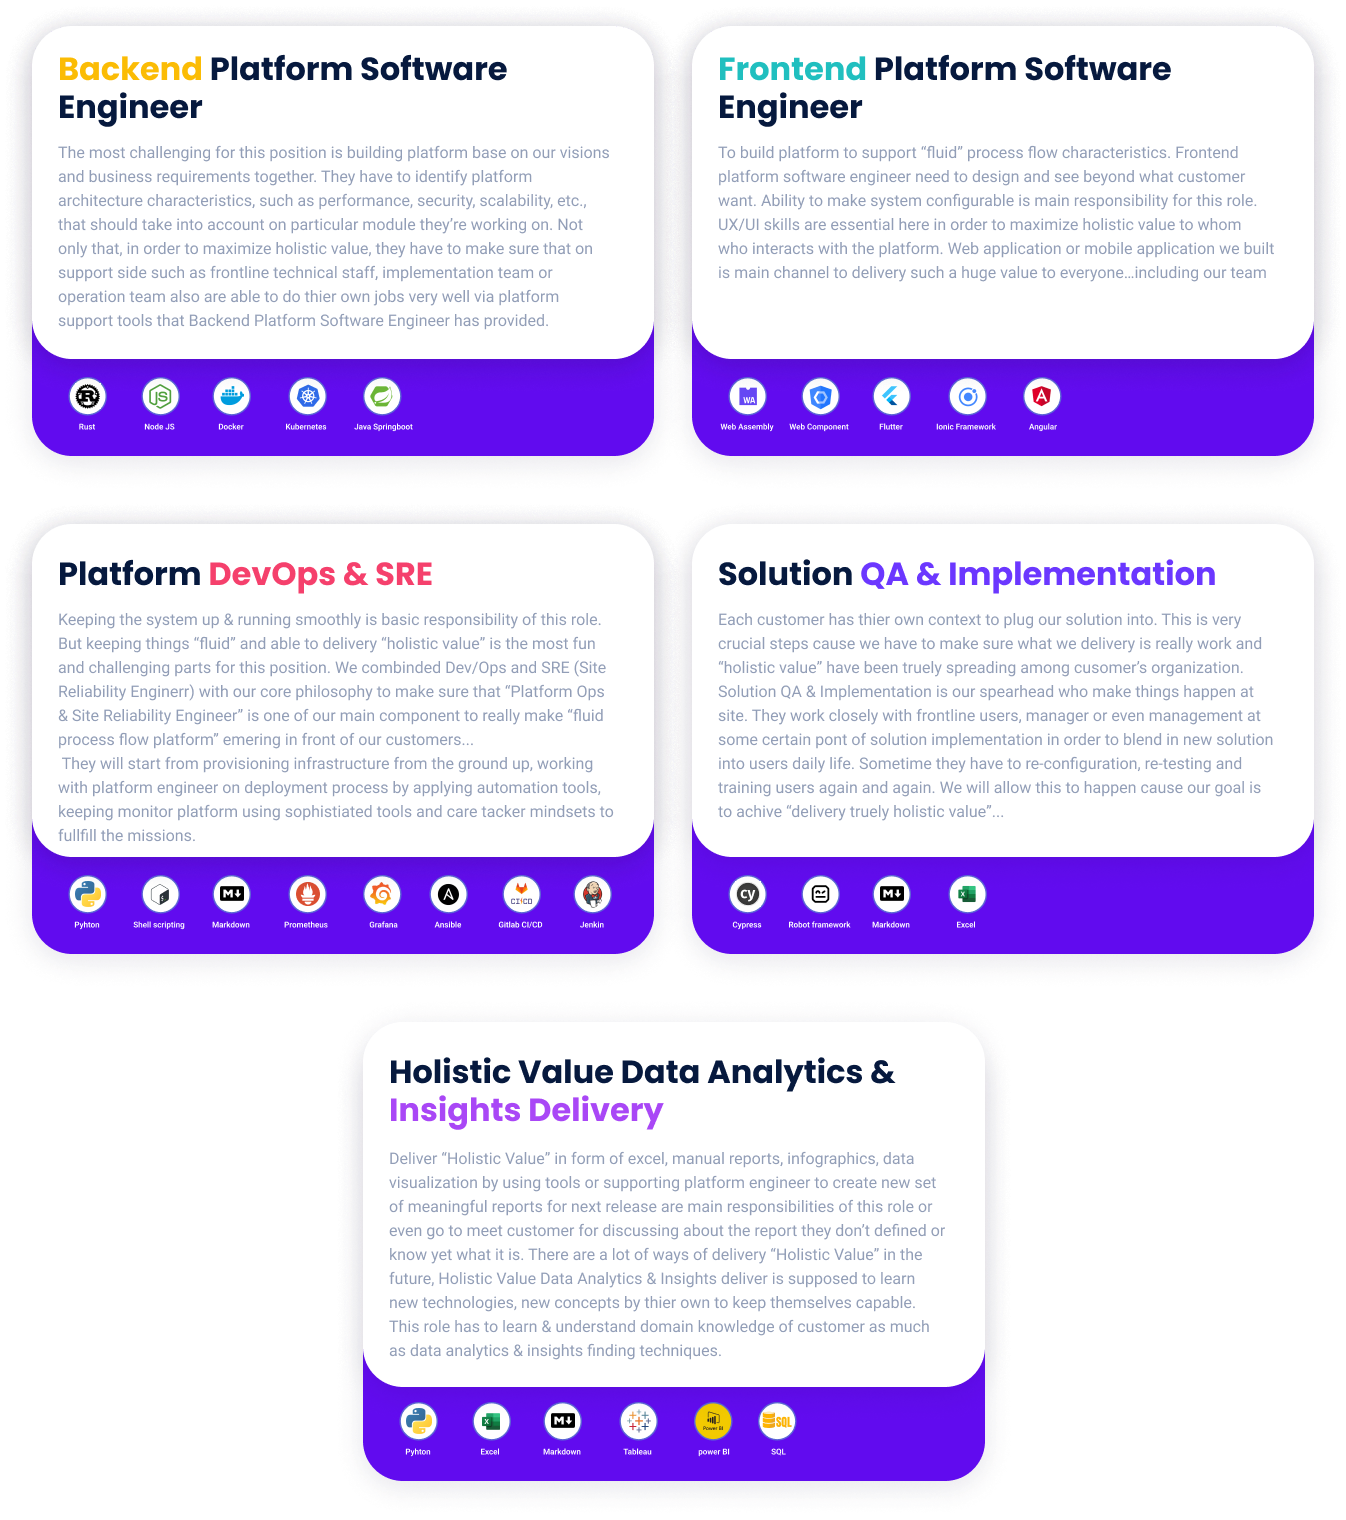 Backend Platform Software
Engineer
The most challenging for this position is building platform base on our visions
and business requirements together. They have to identify platform
architecture characteristics, such as performance, security, scalability, etc.,
that should take into account on particular module they’re working on. Not
only that, in order to maximize holistic value, they have to make sure that on
support side such as frontline technical staff, implementation team or
operation team also are able to do thier own jobs very well via platform
support tools that Backend Platform Software Engineer has provided.
R
JS
Rust Node JS Docker Kubernetes Java Springboot
Frontend Platform Software
Engineer
To build platform to support “fluid” process flow characteristics. Frontend
platform software engineer need to design and see beyond what customer
want. Ability to make system configurable is main responsibility for this role.
UX/UI skills are essential here in order to maximize holistic value to whom
who interacts with the platform. Web application or mobile application we built
is main channel to delivery such a huge value to everyone...including our team
WA
A
Web Assembly Web Component Flutter Ionic Framework Angular
Platform DevOps & SRE
Keeping the system up & running smoothly is basic responsibility of this role.
But keeping things “fluid” and able to delivery “holistic value” is the most fun
and challenging parts for this position. We combinded Dev/Ops and SRE (Site
Reliability Enginerr) with our core philosophy to make sure that “Platform Ops
& Site Reliability Engineer” is one of our main component to really make “fluid
process flow platform” emering in front of our customers...
They will start from provisioning infrastructure from the ground up, working
with platform engineer on deployment process by applying automation tools,
keeping monitor platform using sophistiated tools and care tacker mindsets to
fullfill the missions.
M
A
CI/CD
Pyhton Shell scripting Markdown Prometheus Grafana Ansible Gitlab CI/CD Jenkin
Solution QA & Implementation
Each customer has thier own context to plug our solution into. This is very
crucial steps cause we have to make sure what we delivery is really work and
“holistic value” have been truely spreading among cusomer’s organization.
Solution QA & Implementation is our spearhead who make things happen at
site. They work closely with frontline users, manager or even management at
some certain pont of solution implementation in order to blend in new solution
into users daily life. Sometime they have to re-configuration, re-testing and
training users again and again. We will allow this to happen cause our goal is
to achive “delivery truely holistic value”...
cy
M
X
Cypress Robot framework Markdown Excel
Holistic Value Data Analytics &
Insights Delivery
Deliver “Holistic Value” in form of excel, manual reports, infographics, data
visualization by using tools or supporting platform engineer to create new set
of meaningful reports for next release are main responsibilities of this role or
even go to meet customer for discussing about the report they don’t defined or
know yet what it is. There are a lot of ways of delivery “Holistic Value” in the
future, Holistic Value Data Analytics & Insights deliver is supposed to learn
new technologies, new concepts by thier own to keep themselves capable.
This role has to learn & understand domain knowledge of customer as much
as data analytics & insights finding techniques.
X
M
Power BI
SQL
Pyhton Excel Markdown Tableau power BI SQL